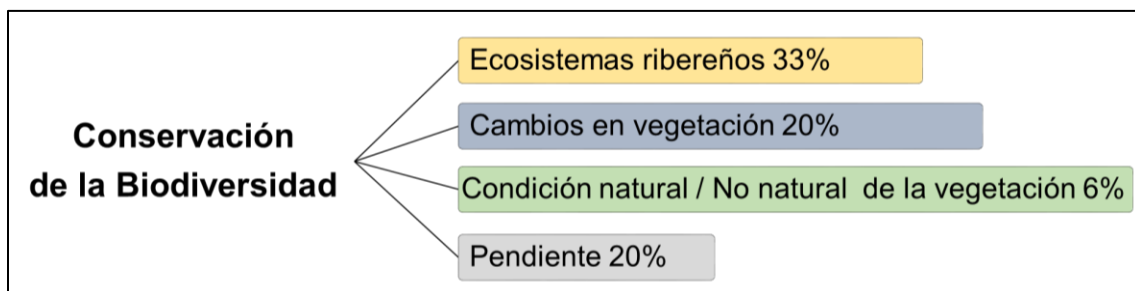 Conservación
de la Biodiversidad
Ecosistemas ribereños 33%
Cambios en vegetación 20%
Condición natural / No natural de la vegetación 6%
Pendiente 20%